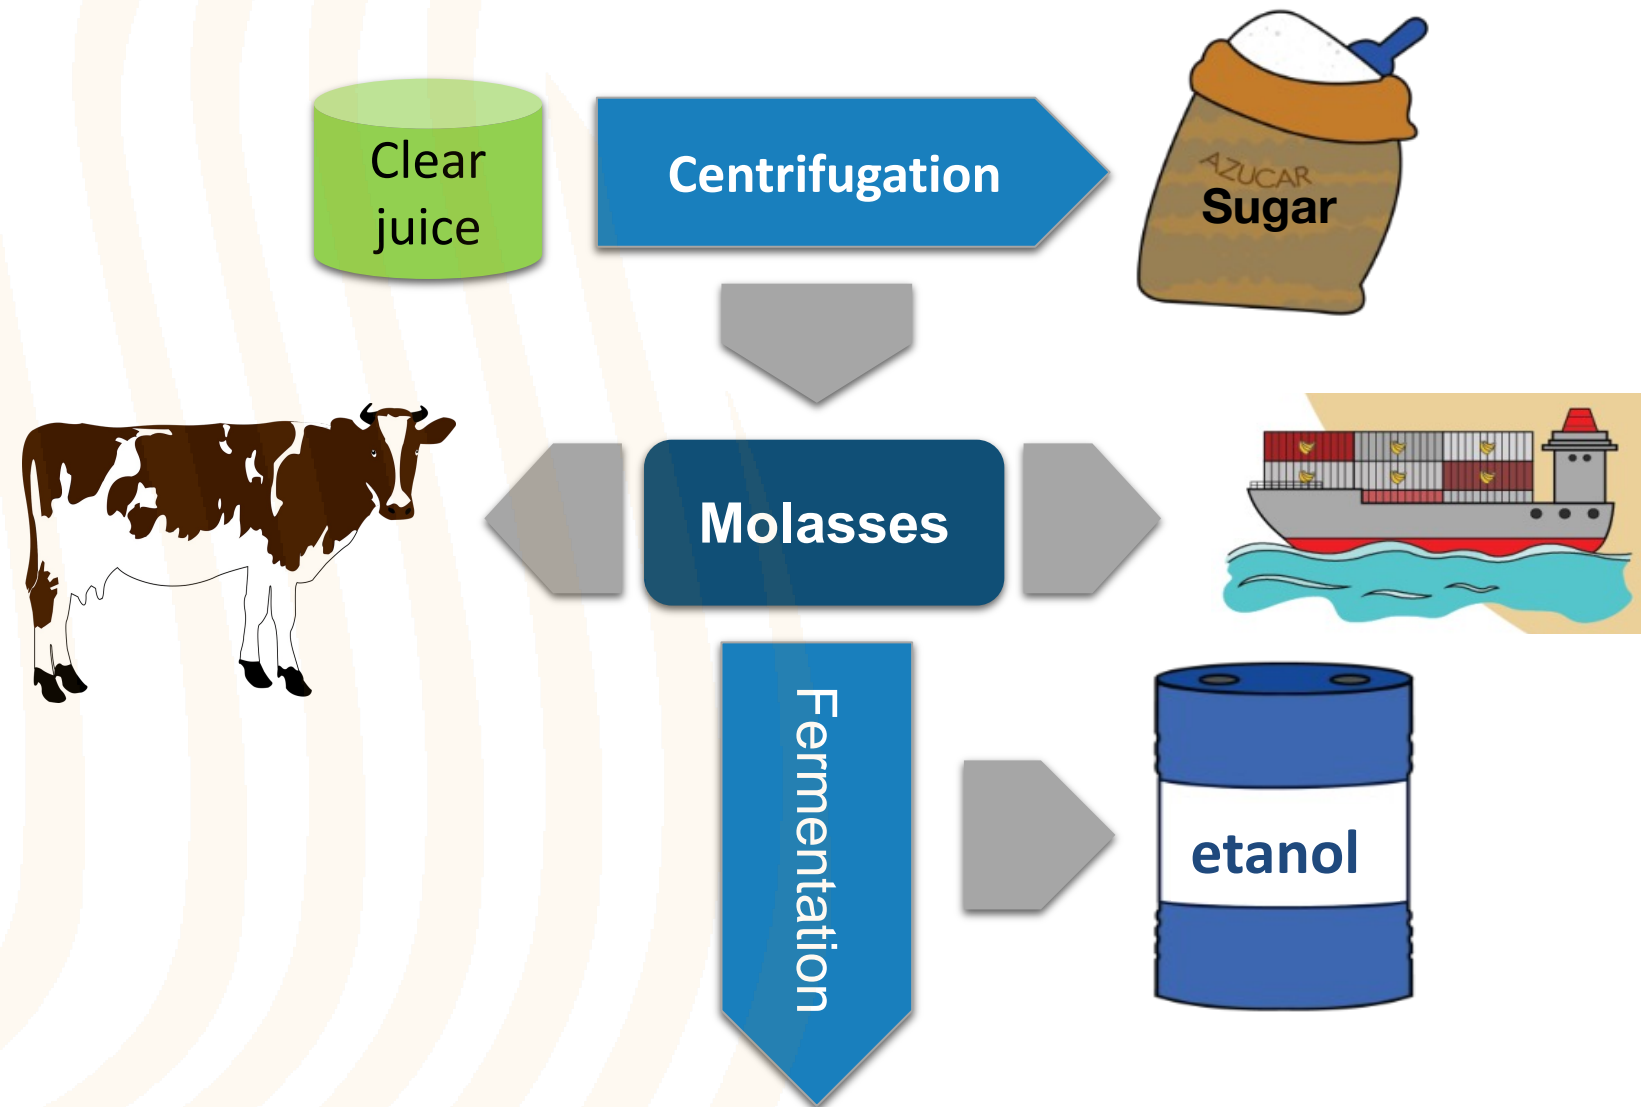 Clear
juice
Centrifugation
AZUCAR
Sugar
Molasses
Fermentation
etanol